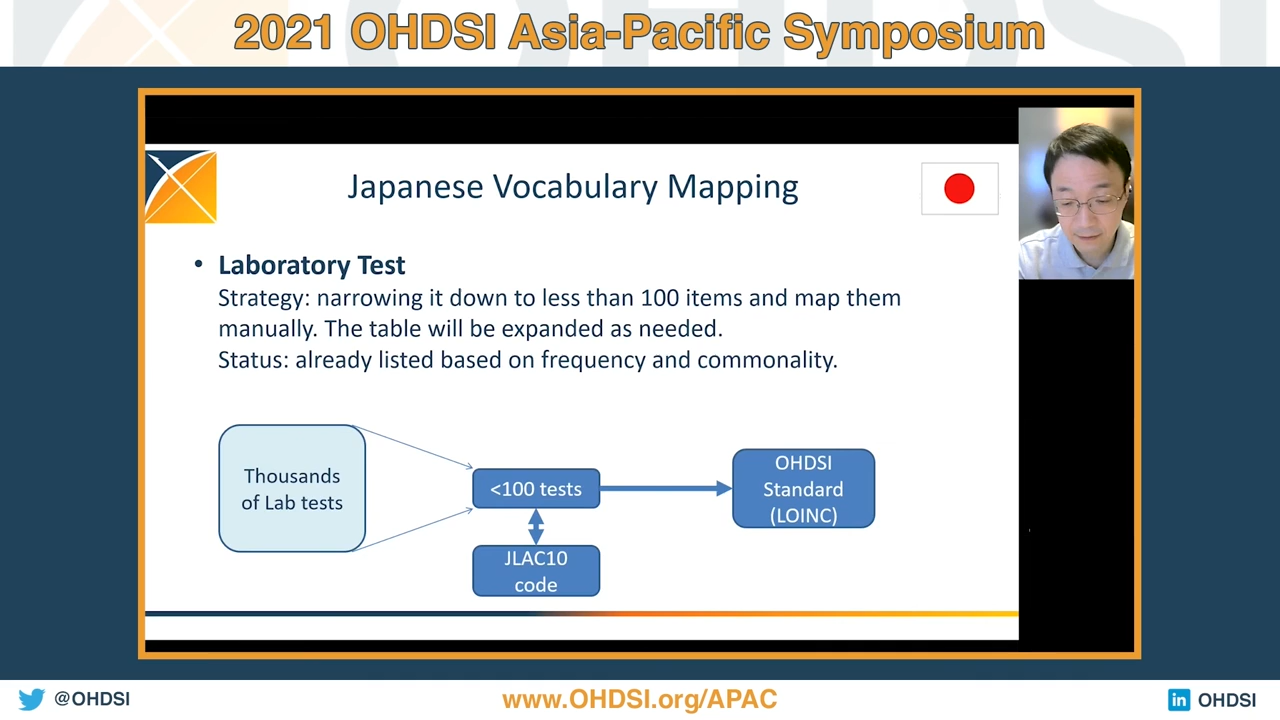 2021 OHDSI Asia-Pacific Symposium
Japanese Vocabulary Mapping
• Laboratory Test
Strategy: narrowing it down to less than 100 items and map them
manually. The table will be expanded as needed.
Status: already listed based on frequency and commonality.
Thousands
of Lab tests
<100 tests
JLAC10
code
OHDSI
Standard
(LOINC)
@OHDSI
www.OHDSI.org/APAC
in OHDSI